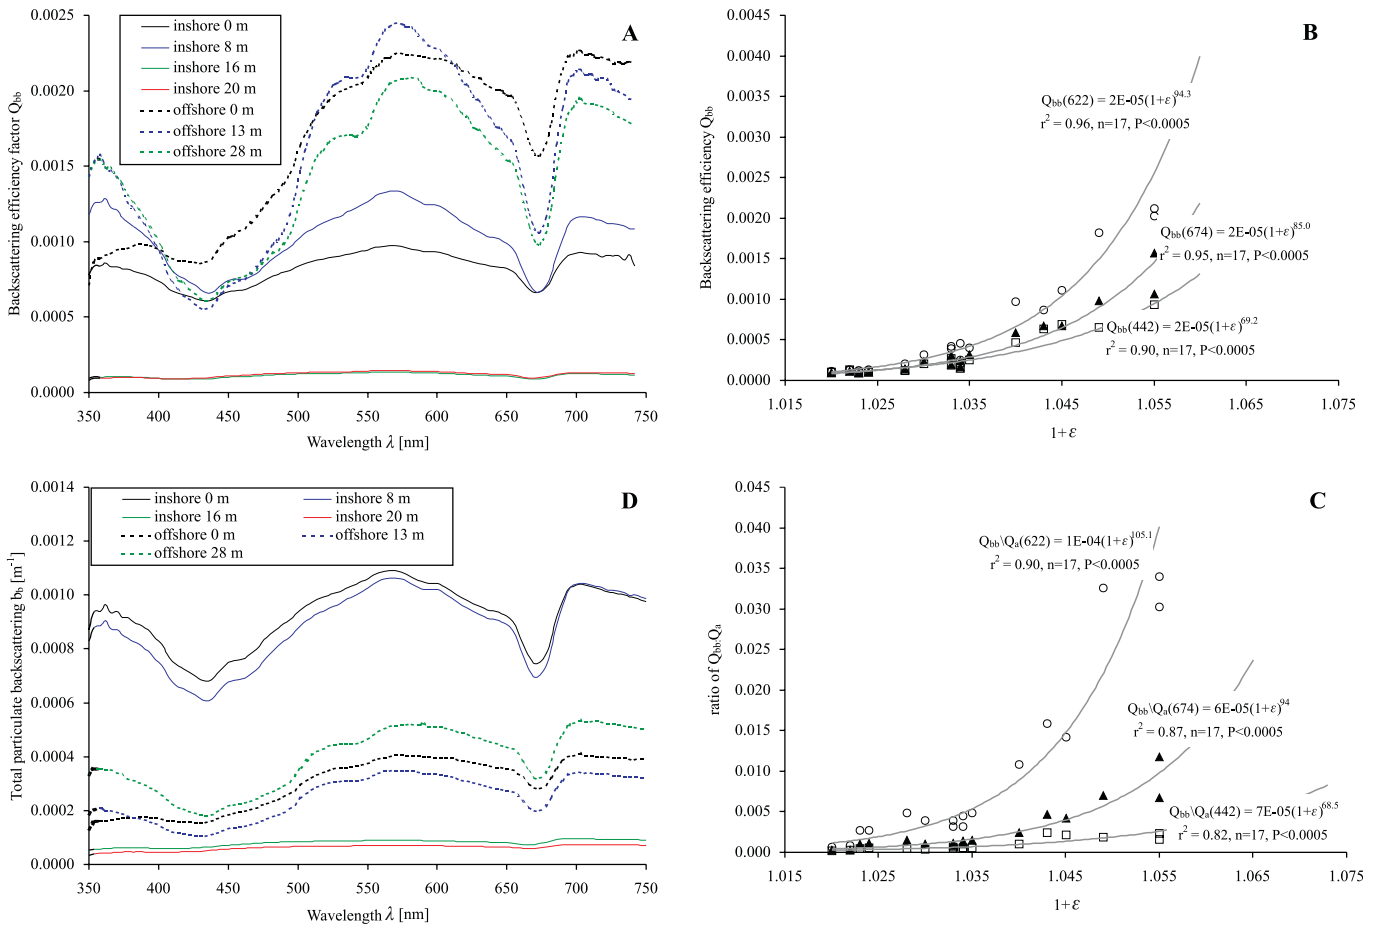 A
Backscattering efficiency factor Qbb
0.0025
0.0020
0.0015
0.0010
0.0005
0.0000
inshore 0 m
inshore 8 m
inshore 16 m
inshore 20 m
offshore 0 m
offshore 13 m
offshore 28 m
350 400 450 500 550 600 650 700 750
Wavelength λ [nm]
B
Backscattering efficiency Qbb
0.0045
0.0040
0.0035
0.0030
0.0025
0.0020
0.0015
0.0010
0.0005
0.0000
Qbb(622) = 2E-05(1+ε)^94.3
r² = 0.96, n=17, P<0.0005
Qbb(674) = 2E-05(1+ε)^85.0
r² = 0.95, n=17, P<0.0005
Qbb(442) = 2E-05(1+ε)^69.2
r² = 0.90, n=17, P<0.0005
1.015 1.025 1.035 1.045 1.055 1.065 1.075
1+ε
D
Total particulate backscattering bb [m⁻¹]
0.0014
0.0012
0.0010
0.0008
0.0006
0.0004
0.0002
0.0000
inshore 0 m inshore 8 m
inshore 16 m inshore 20 m
offshore 0 m offshore 13 m
offshore 28 m
350 400 450 500 550 600 650 700 750
Wavelength λ [nm]
C
ratio of Qbb:Qa
0.045
0.040
0.035
0.030
0.025
0.020
0.015
0.010
0.005
0.000
Qbb\Qa(622) = 1E-04(1+ε)^105.1
r² = 0.90, n=17, P<0.0005
Qbb\Qa(674) = 6E-05(1+ε)^94
r² = 0.87, n=17, P<0.0005
Qbb\Qa(442) = 7E-05(1+ε)^68.5
r² = 0.82, n=17, P<0.0005
1.015 1.025 1.035 1.045 1.055 1.065 1.075
1+ε